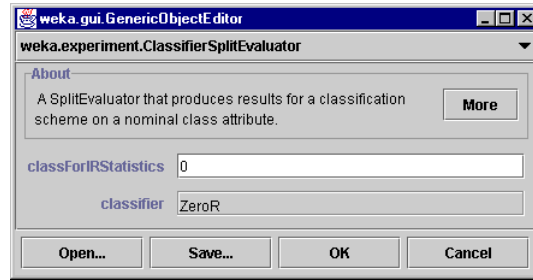 weka.gui.GenericObjectEditor
weka.experiment.ClassifierSplitEvaluator
About
A SplitEvaluator that produces results for a classification
scheme on a nominal class attribute.
More
classForIRStatistics 0
classifier ZeroR
Open... Save... OK Cancel